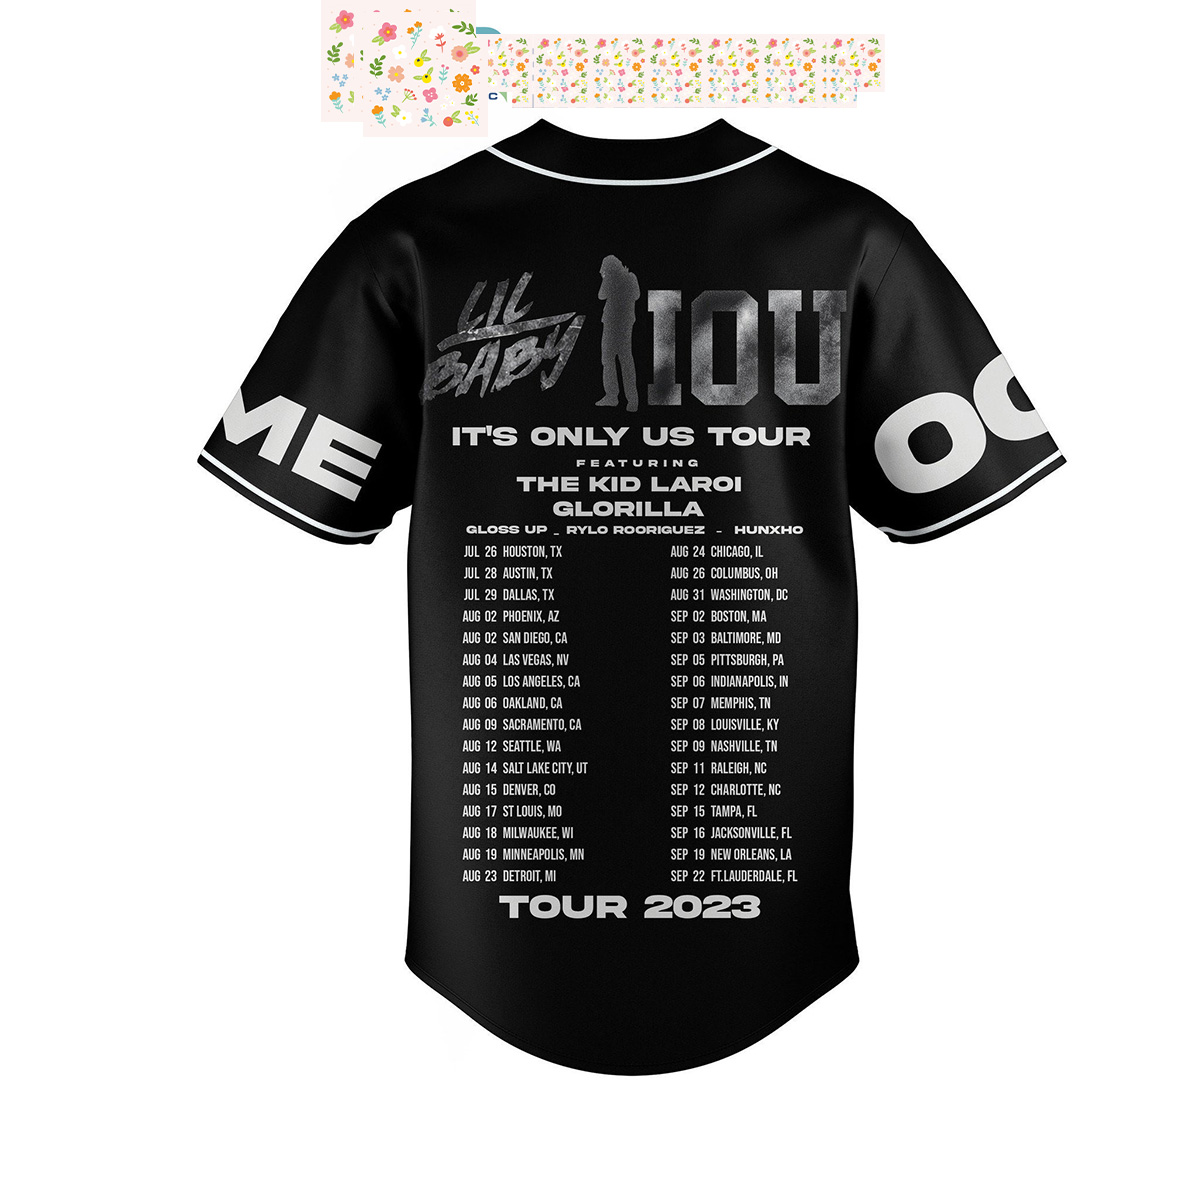 LIL
BABY
IOU
ME
OC
IT'S ONLY US TOUR
FEATURING
THE KID LAROI
GLORILLA
GLOSS UP _ RYLO ROORIGUEZ - HUNXHO
JUL 26 HOUSTON, TX
JUL 28 AUSTIN, TX
JUL 29 DALLAS, TX
AUG 02 PHOENIX, AZ
AUG 02 SAN DIEGO, CA
AUG 04 LAS VEGAS, NV
AUG 05 LOS ANGELES, CA
AUG 06 OAKLAND, CA
AUG 09 SACRAMENTO, CA
AUG 12 SEATTLE, WA
AUG 14 SALT LAKE CITY, UT
AUG 15 DENVER, CO
AUG 17 ST LOUIS, MO
AUG 18 MILWAUKEE, WI
AUG 19 MINNEAPOLIS, MN
AUG 23 DETROIT, MI
AUG 24 CHICAGO, IL
AUG 26 COLUMBUS, OH
AUG 31 WASHINGTON, DC
SEP 02 BOSTON, MA
SEP 03 BALTIMORE, MD
SEP 05 PITTSBURGH, PA
SEP 06 INDIANAPOLIS, IN
SEP 07 MEMPHIS, TN
SEP 08 LOUISVILLE, KY
SEP 09 NASHVILLE, TN
SEP 11 RALEIGH, NC
SEP 12 CHARLOTTE, NC
SEP 15 TAMPA, FL
SEP 16 JACKSONVILLE, FL
SEP 19 NEW ORLEANS, LA
SEP 22 FT.LAUDERDALE, FL
TOUR 2023